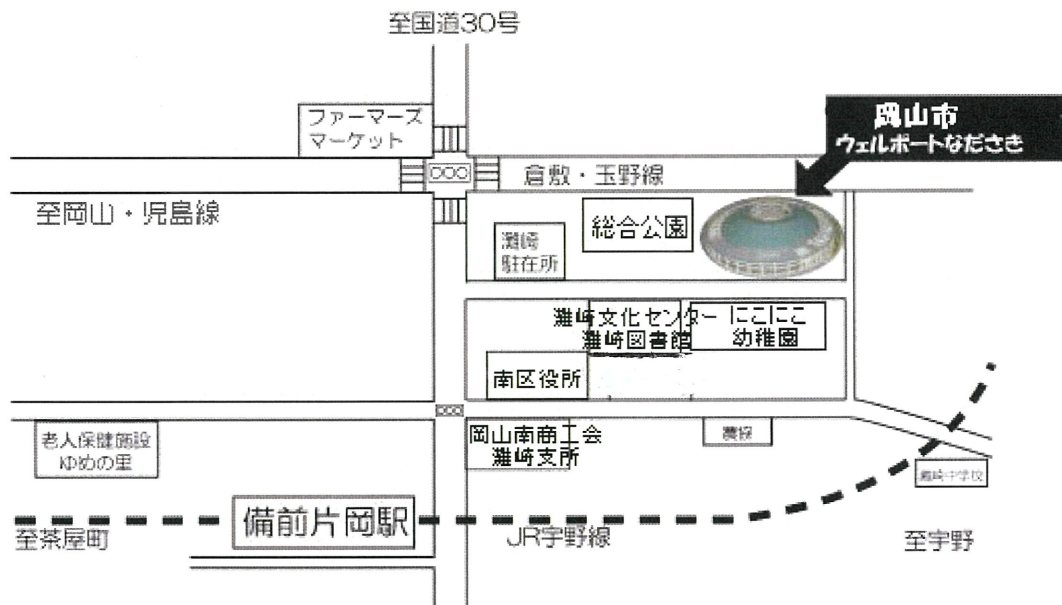 至国道30号
ファーマーズ
マーケット
岡山市
ウェルポートなださき
倉敷・玉野線
至岡山・児島線
総合公園
灘崎
駐在所
灘崎文化センター
灘崎図書館
にこにこ
幼稚園
南区役所
老人保健施設
ゆめの里
岡山南商工会
灘崎支所
農協
灘崎中学校
備前片岡駅
至茶屋町
JR宇野線
至宇野